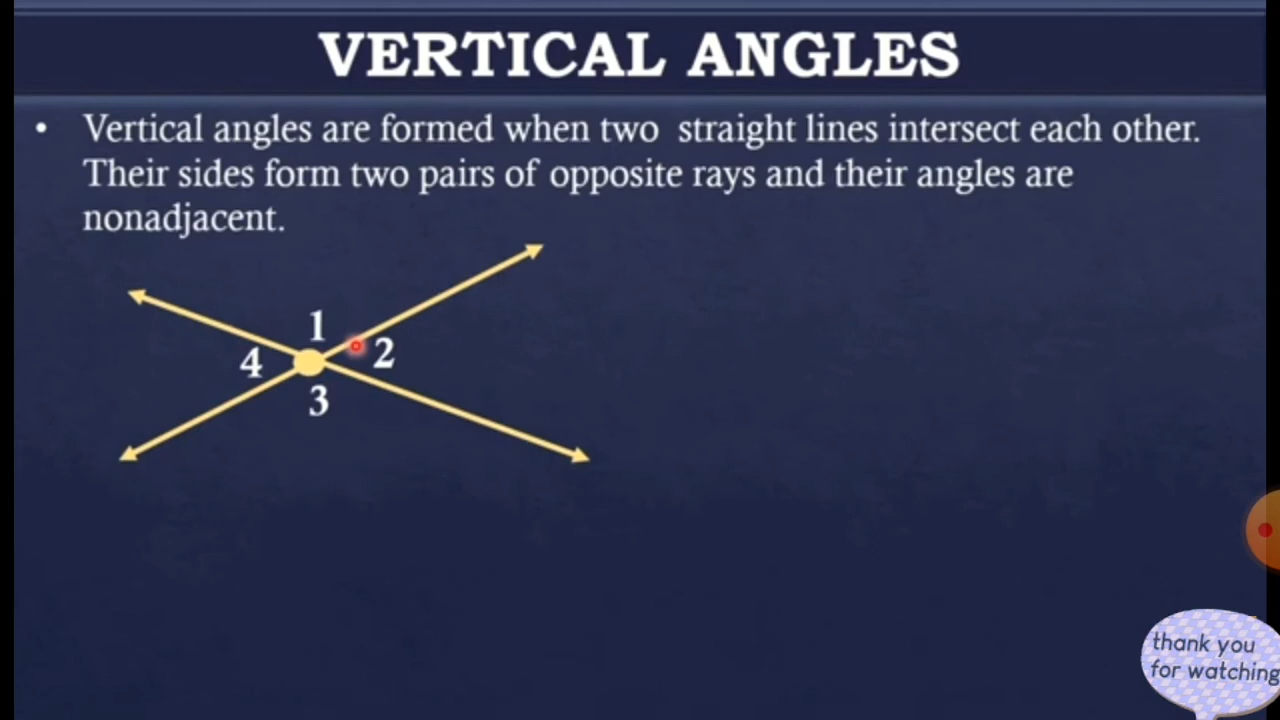 VERTICAL ANGLES
• Vertical angles are formed when two straight lines intersect each other.
Their sides form two pairs of opposite rays and their angles are
nonadjacent.
1
4 2
3
thank you
for watching